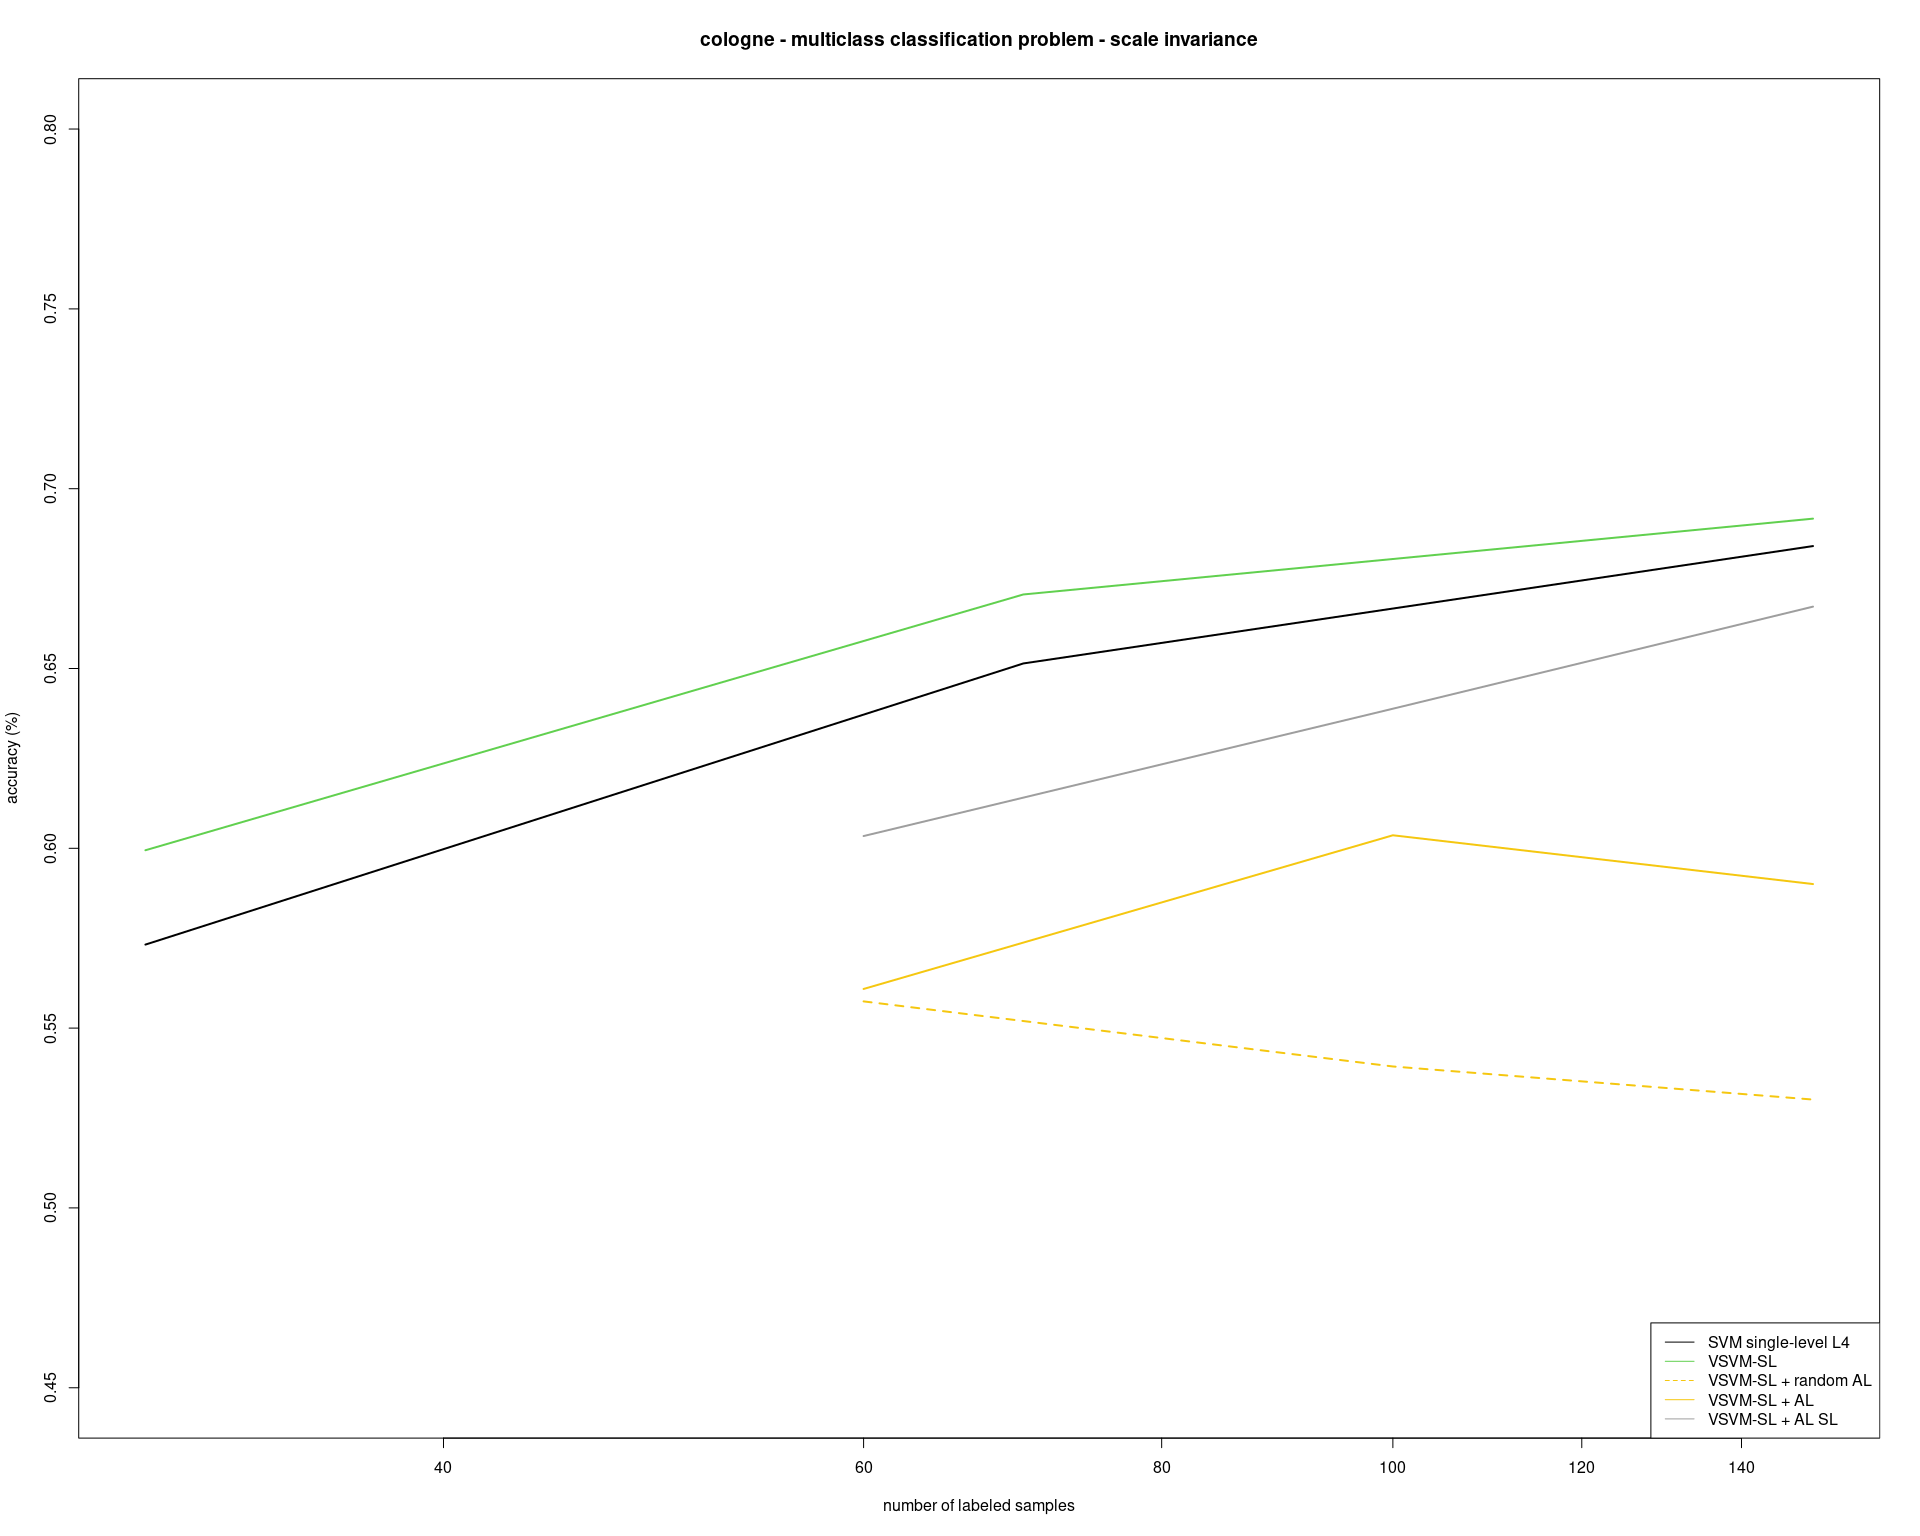 cologne - multiclass classification problem - scale invariance
accuracy (%)
0.80
0.75
0.70
0.65
0.60
0.55
0.50
0.45
40 60 80 100 120 140
number of labeled samples
SVM single-level L4
VSVM-SL
VSVM-SL + random AL
VSVM-SL + AL
VSVM-SL + AL SL